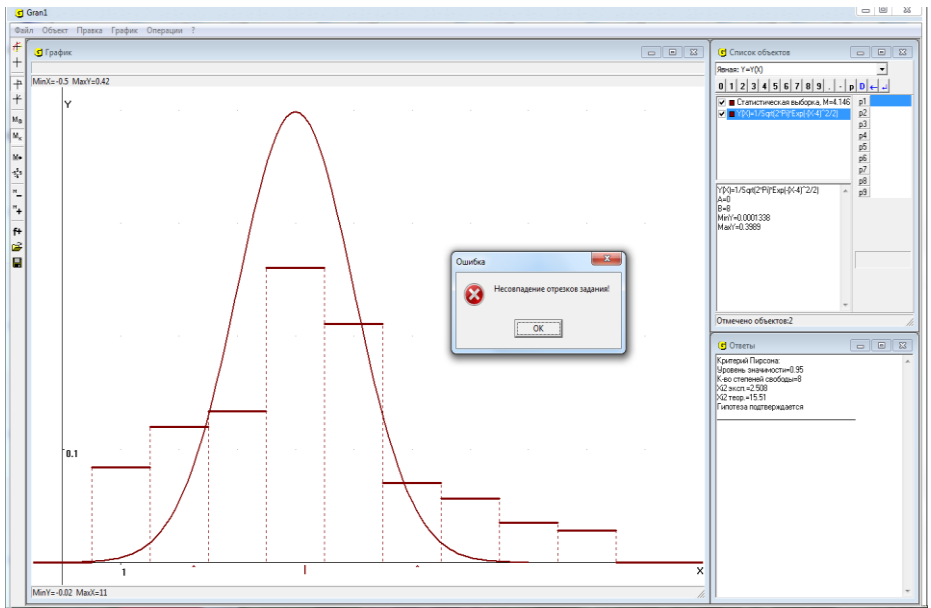 Gran1
Файл Объект Правка График Операции ?
График
MinX=-0.5 MaxY=0.42
Y
0.1
1
X
MinY=-0.02 MaxX=11
Ошибка
Несовпадение отрезков задания!
OK
Список объектов
Явная: Y=Y(X)
0 1 2 3 4 5 6 7 8 9 . - p D
Статистическая выборка, M=4.146
Y(X)=1/Sqrt(2*Pi)*Exp(-(X-4)^2/2)
p1
p2
p3
p4
p5
p6
p7
p8
p9
Y(X)=1/Sqrt(2*Pi)*Exp(-(X-4)^2/2)
A=0
B=8
MinY=0.0001338
MaxY=0.3989
Отмечено объектов:2
Ответы
Критерий Пирсона:
Уровень значимости=0.95
К-во степеней свободы=8
Xi2 эксп.=2.508
Xi2 теор.=15.51
Гипотеза подтверждается